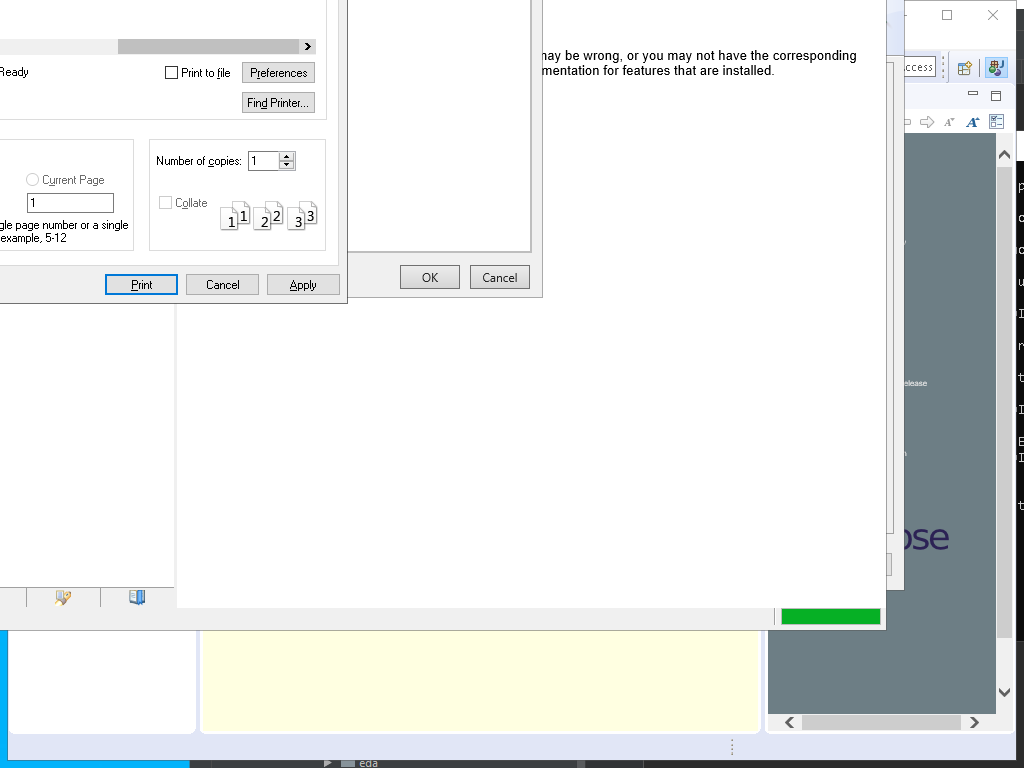 may be wrong, or you may not have the corresponding
mentation for features that are installed.
Ready
Print to file
Preferences
Find Printer...
Current Page
1
gle page number or a single
example, 5-12
Number of copies:
1
Collate
1 1 2 2 3 3
Print
Cancel
Apply
OK
Cancel
ccess
elease
ose
eda